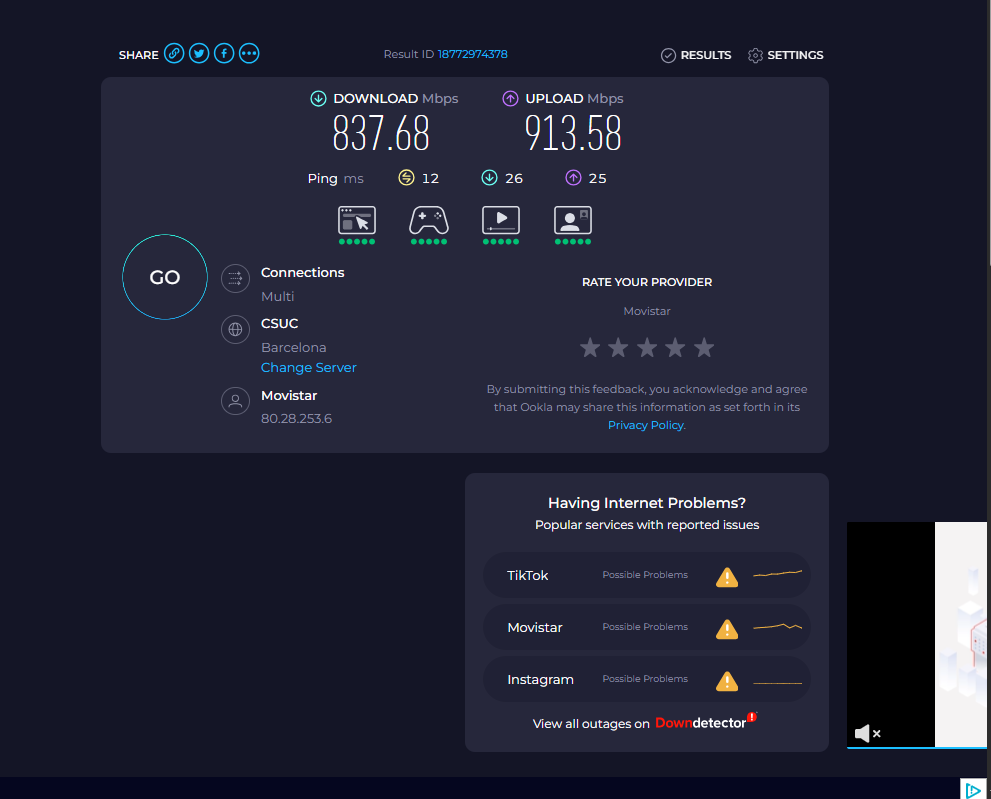 SHARE
Result ID 18772974378
RESULTS
SETTINGS
DOWNLOAD Mbps
837.68
UPLOAD Mbps
913.58
Ping ms
12
26
25
GO
Connections
Multi
CSUC
Barcelona
Change Server
Movistar
80.28.253.6
RATE YOUR PROVIDER
Movistar
By submitting this feedback, you acknowledge and agree
that Ookla may share this information as set forth in its
Privacy Policy.
Having Internet Problems?
Popular services with reported issues
TikTok Possible Problems
Movistar Possible Problems
Instagram Possible Problems
View all outages on Downdetector